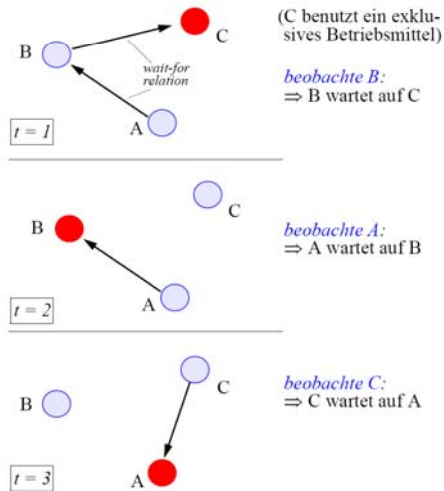 (C benutzt ein exklu-
sives Betriebsmittel)
B
C
wait-for
relation
beobachte B:
⇒ B wartet auf C
A
t = 1
C
B
beobachte A:
⇒ A wartet auf B
A
t = 2
C
B
beobachte C:
⇒ C wartet auf A
A
t = 3